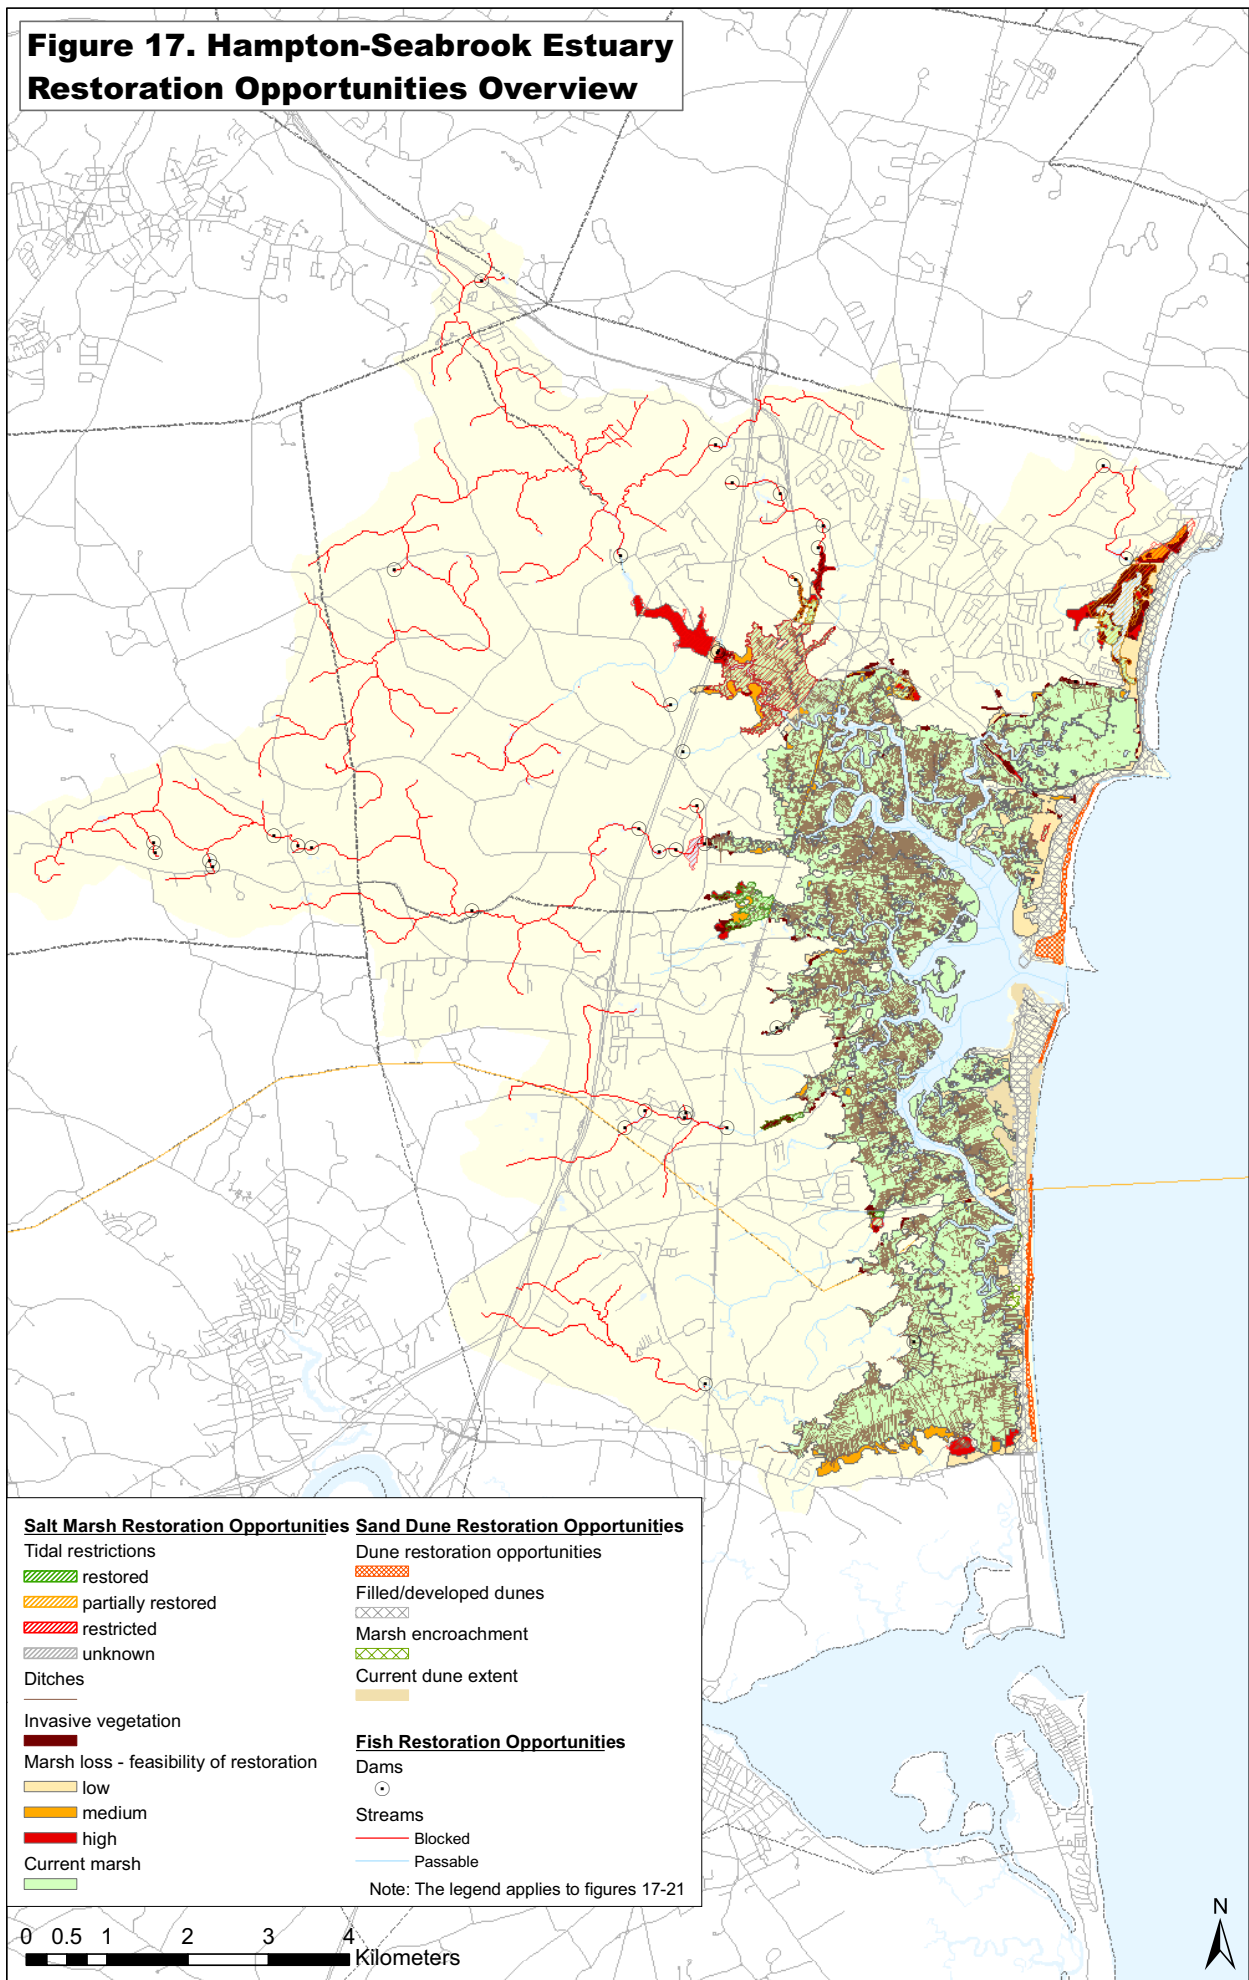 Figure 17. Hampton-Seabrook Estuary
Restoration Opportunities Overview
Salt Marsh Restoration Opportunities
Tidal restrictions
restored
partially restored
restricted
unknown
Ditches
Invasive vegetation
Marsh loss - feasibility of restoration
low
medium
high
Current marsh
Sand Dune Restoration Opportunities
Dune restoration opportunities
Filled/developed dunes
Marsh encroachment
Current dune extent
Fish Restoration Opportunities
Dams
Streams
Blocked
Passable
Note: The legend applies to figures 17-21
0 0.5 1 2 3 4
Kilometers
N